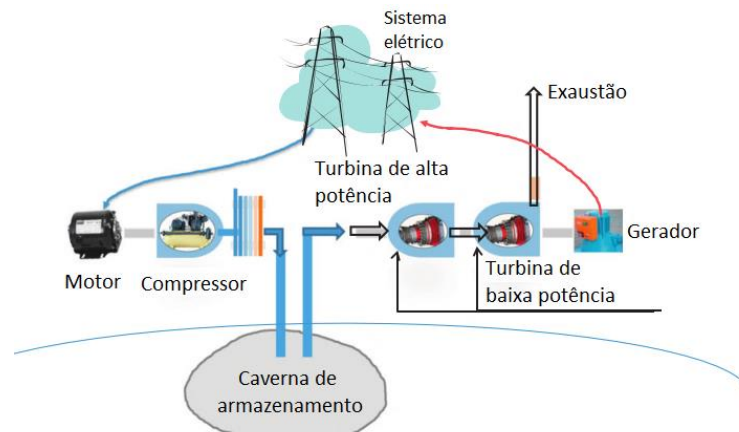 Sistema
elétrico
Exaustão
Turbina de alta
potência
Gerador
Motor
Compressor
Turbina de
baixa potência
Caverna de
armazenamento